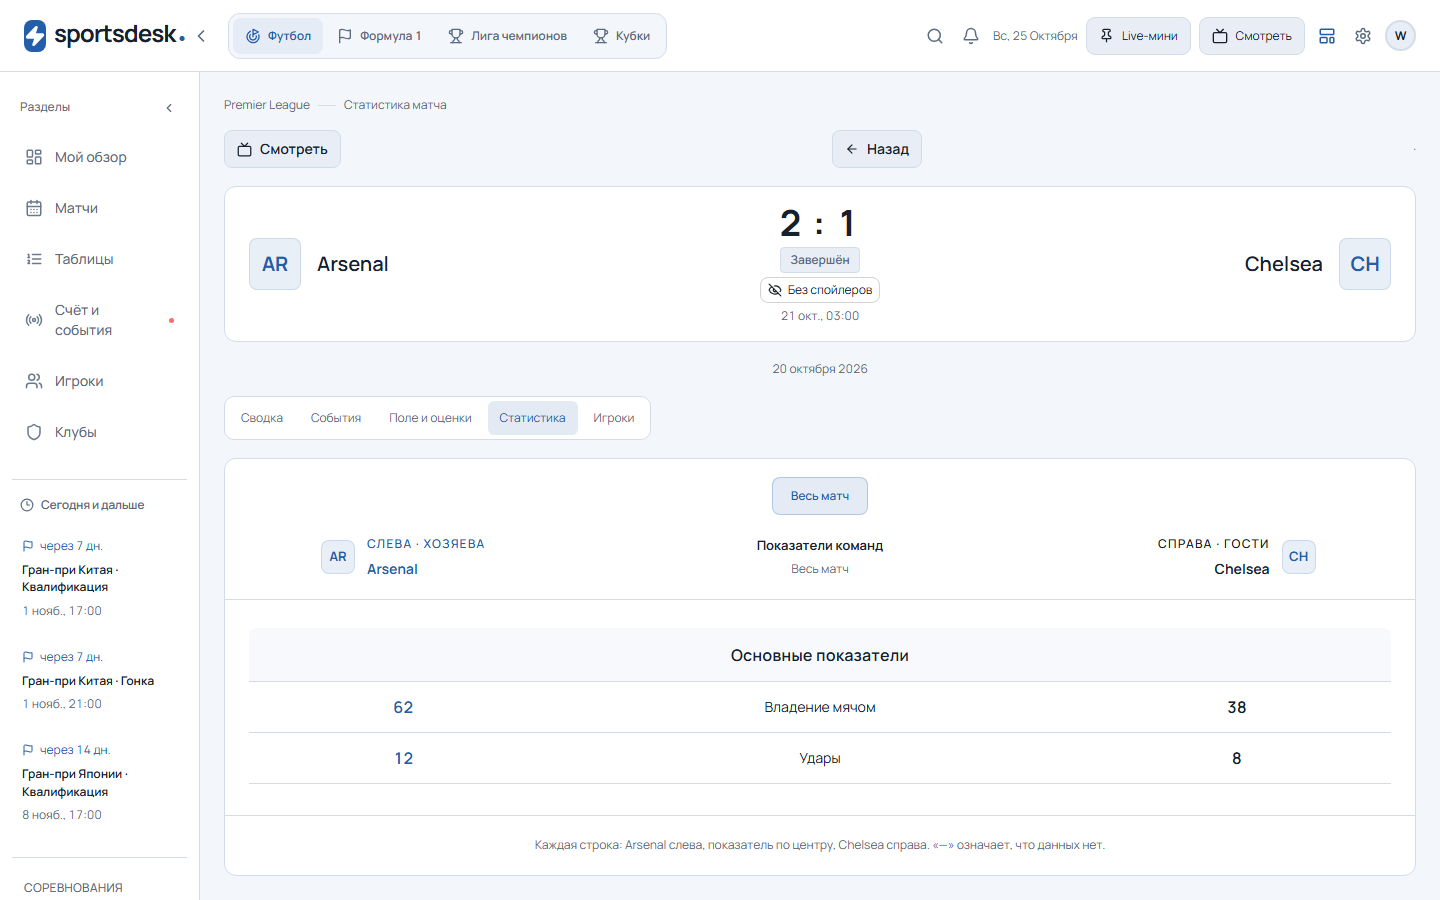 sportsdesk.
Футбол
Формула 1
Лига чемпионов
Кубки
Вс, 25 Октября
Live-мини
Смотреть
W
Разделы
Мой обзор
Матчи
Таблицы
Счёт и
события
Игроки
Клубы
Сегодня и дальше
через 7 дн.
Гран-при Китая ·
Квалификация
1 нояб., 17:00
через 7 дн.
Гран-при Китая · Гонка
1 нояб., 21:00
через 14 дн.
Гран-при Японии ·
Квалификация
8 нояб., 17:00
СОРЕВНОВАНИЯ
Premier League — Статистика матча
Смотреть
Назад
·
2 : 1
AR
Arsenal
Завершён
Без спойлеров
21 окт., 03:00
Chelsea
CH
20 октября 2026
Сводка
События
Поле и оценки
Статистика
Игроки
Весь матч
AR
СЛЕВА · ХОЗЯЕВА
Arsenal
Показатели команд
Весь матч
СПРАВА · ГОСТИ
Chelsea
CH
Основные показатели
62 Владение мячом 38
12 Удары 8
Каждая строка: Arsenal слева, показатель по центру, Chelsea справа. «—» означает, что данных нет.